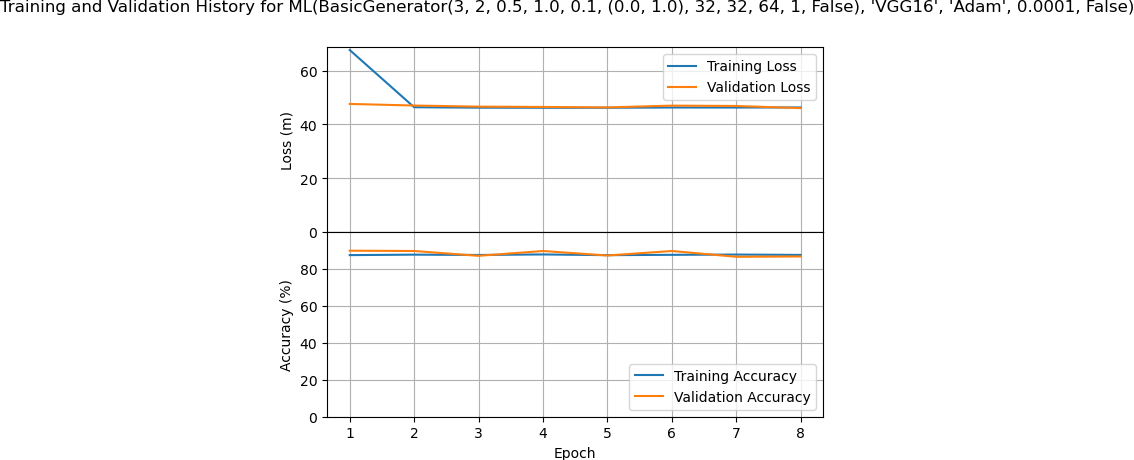 Training and Validation History for ML(BasicGenerator(3, 2, 0.5, 1.0, 0.1, (0.0, 1.0), 32, 32, 64, 1, False), 'VGG16', 'Adam', 0.0001, False)
Training Loss
Validation Loss
60
40
20
0
Loss (m)
80
60
40
20
0
Accuracy (%)
Training Accuracy
Validation Accuracy
1 2 3 4 5 6 7 8
Epoch